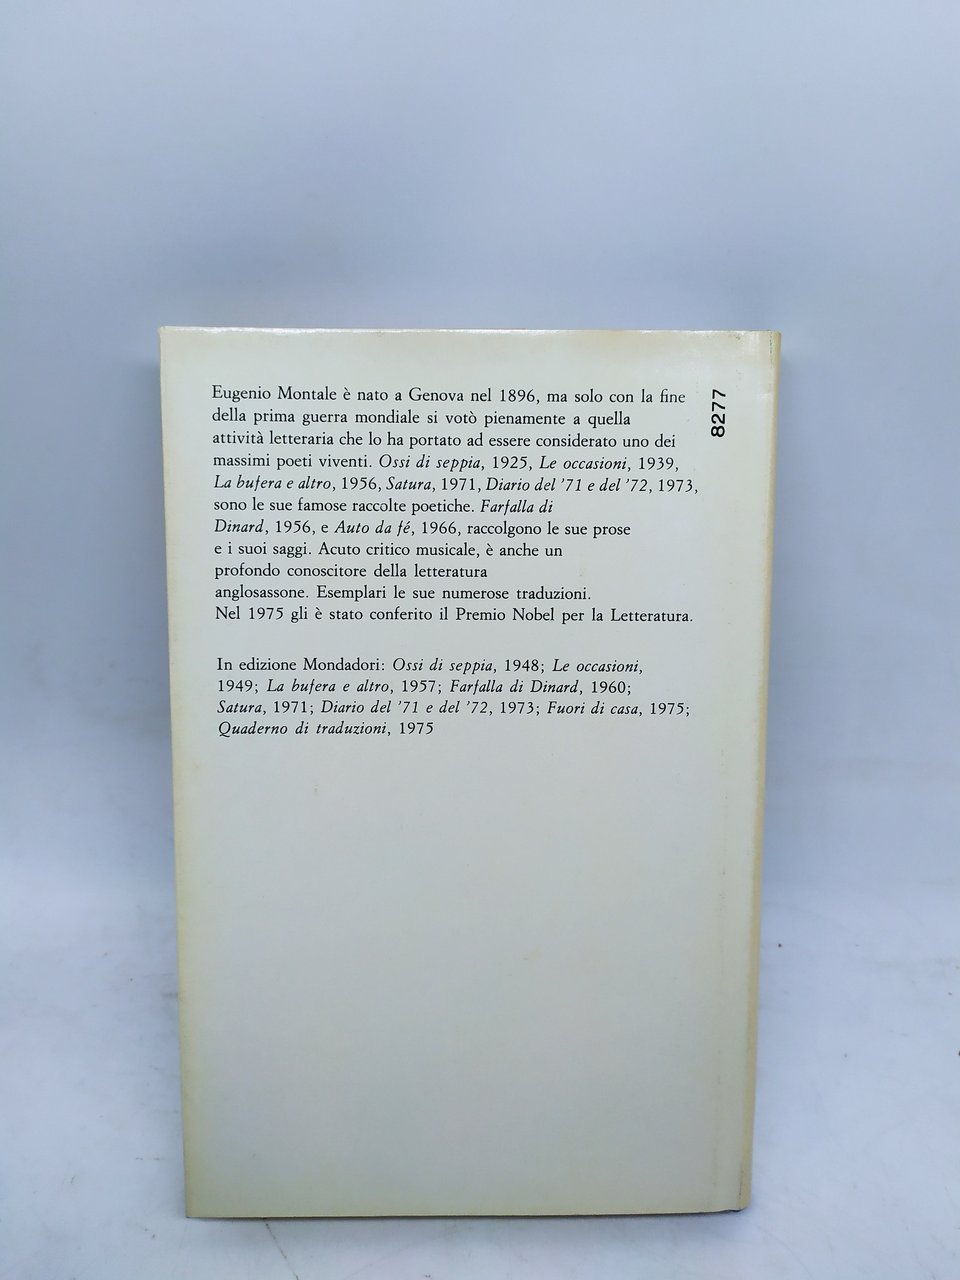 Eugenio Montale è nato a Genova nel 1896, ma solo con la fine
della prima guerra mondiale si votò pienamente a quella
attività letteraria che lo ha portato ad essere considerato uno dei
massimi poeti viventi. Ossi di seppia, 1925, Le occasioni, 1939,
La bufera e altro, 1956, Satura, 1971, Diario del '71 e del '72, 1973,
sono le sue famose raccolte poetiche. Farfalla di
Dinard, 1956, e Auto da fé, 1966, raccolgono le sue prose
e i suoi saggi. Acuto critico musicale, è anche un
profondo conoscitore della letteratura
anglosassone. Esemplari le sue numerose traduzioni.
Nel 1975 gli è stato conferito il Premio Nobel per la Letteratura.
In edizione Mondadori: Ossi di seppia, 1948; Le occasioni,
1949; La bufera e altro, 1957; Farfalla di Dinard, 1960;
Satura, 1971; Diario del '71 e del '72, 1973; Fuori di casa, 1975;
Quaderno di traduzioni, 1975
8277